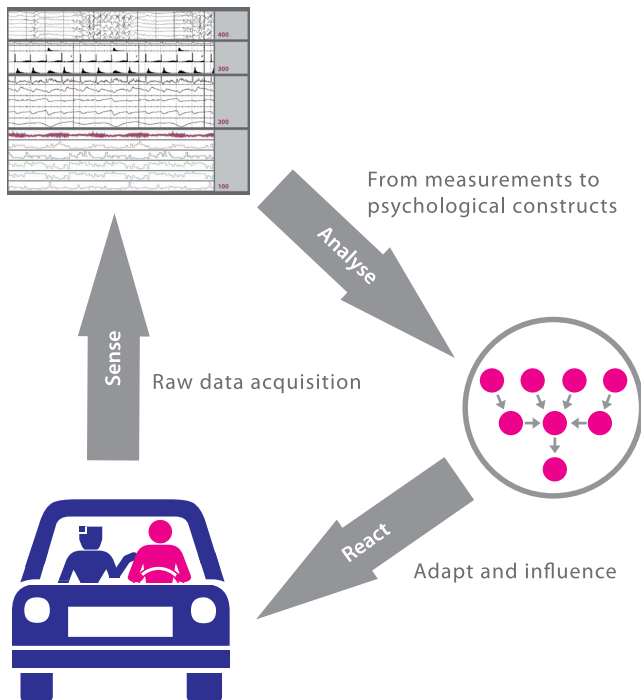 400
300
200
100
From measurements to
psychological constructs
Analyse
Sense
Raw data acquisition
React
Adapt and influence